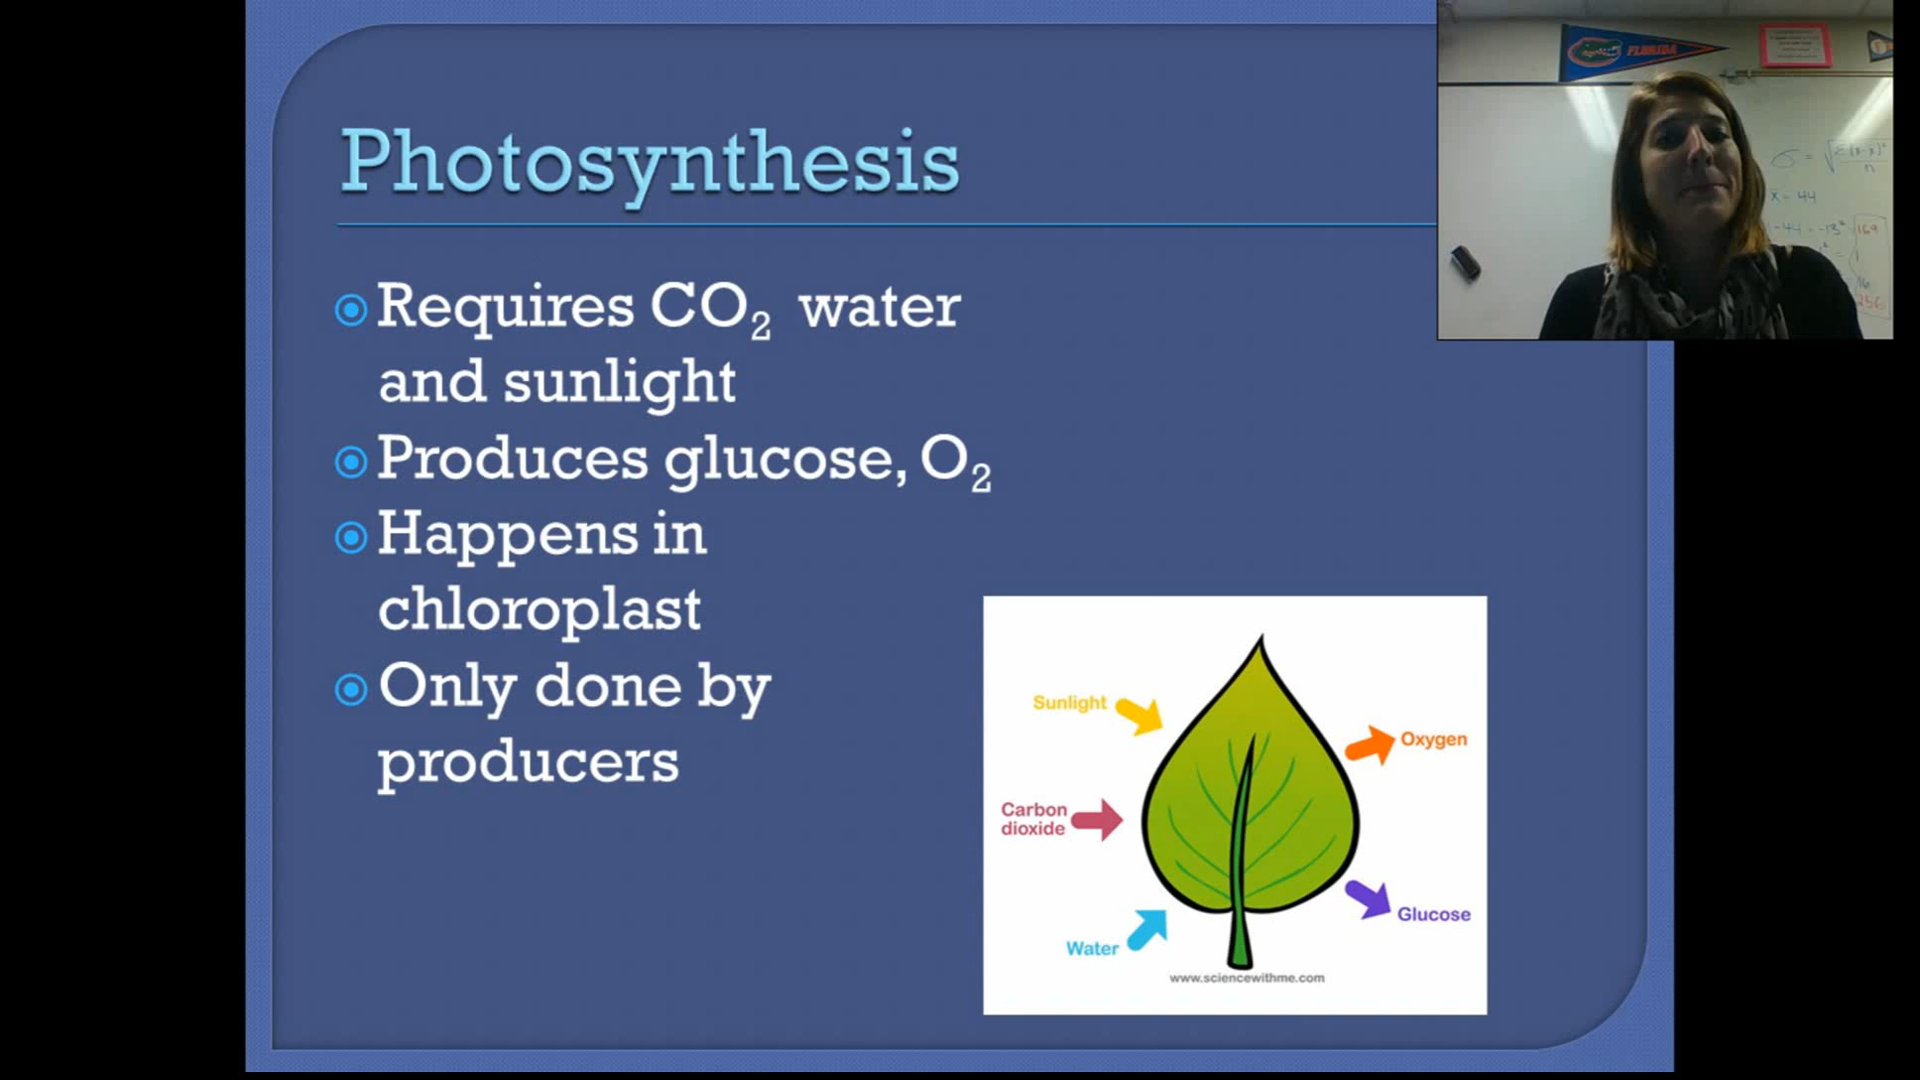 Photosynthesis
Requires CO₂ water
and sunlight
Produces glucose, O₂
Happens in
chloroplast
Only done by
producers
FLORIDA
Sunlight
Oxygen
Carbon
dioxide
Glucose
Water
www.sciencewithme.com